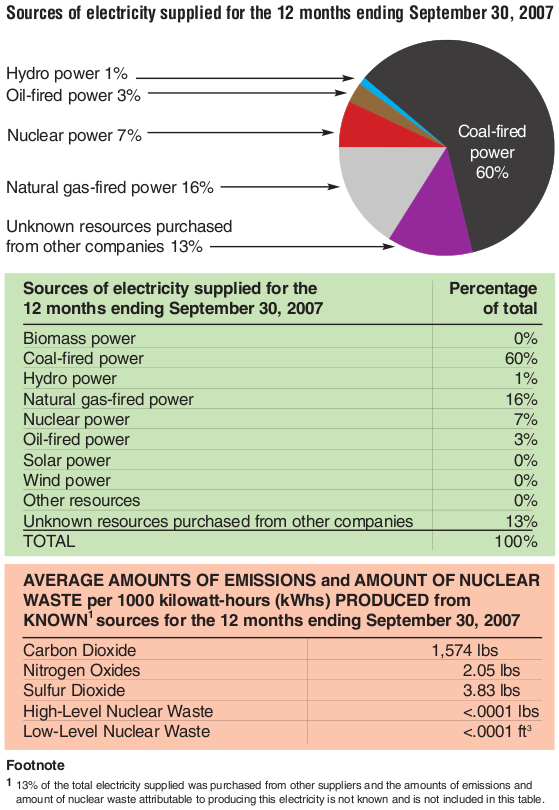 Sources of electricity supplied for the 12 months ending September 30, 2007
Hydro power 1%
Oil-fired power 3%
Nuclear power 7%
Natural gas-fired power 16%
Unknown resources purchased
from other companies 13%
Coal-fired
power
60%
Sources of electricity supplied for the
12 months ending September 30, 2007
Percentage
of total
Biomass power 0%
Coal-fired power 60%
Hydro power 1%
Natural gas-fired power 16%
Nuclear power 7%
Oil-fired power 3%
Solar power 0%
Wind power 0%
Other resources 0%
Unknown resources purchased from other companies 13%
TOTAL 100%
AVERAGE AMOUNTS OF EMISSIONS and AMOUNT OF NUCLEAR
WASTE per 1000 kilowatt-hours (kWhs) PRODUCED from
KNOWN¹ sources for the 12 months ending September 30, 2007
Carbon Dioxide 1,574 lbs
Nitrogen Oxides 2.05 lbs
Sulfur Dioxide 3.83 lbs
High-Level Nuclear Waste <.0001 lbs
Low-Level Nuclear Waste <.0001 ft³
Footnote
1 13% of the total electricity supplied was purchased from other suppliers and the amounts of emissions and
amount of nuclear waste attributable to producing this electricity is not known and is not included in this table.